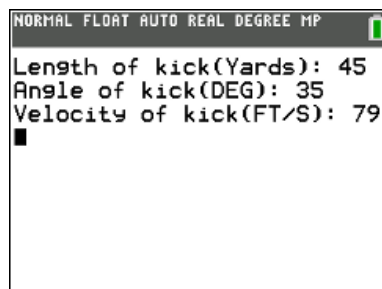 NORMAL FLOAT AUTO REAL DEGREE MP
Length of kick(Yards): 45
Angle of kick(DEG): 35
Velocity of kick(FT/S): 79